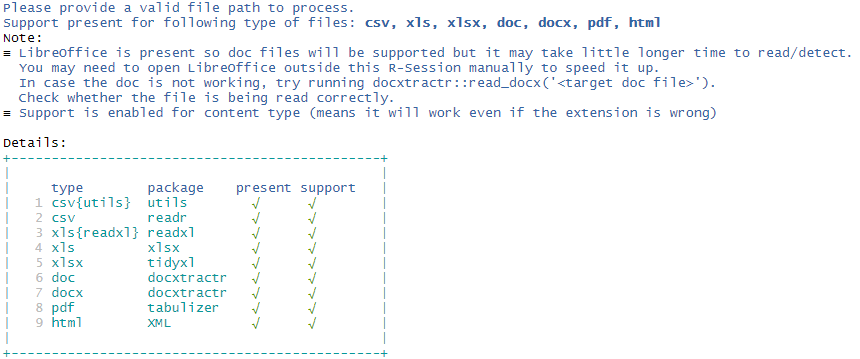 Please provide a valid file path to process.
Support present for following type of files: csv, xls, xlsx, doc, docx, pdf, html
Note:
≡ LibreOffice is present so doc files will be supported but it may take little longer time to read/detect.
  You may need to open LibreOffice outside this R-Session manually to speed it up.
  In case the doc is not working, try running docxtractr::read_docx('<target doc file>').
  Check whether the file is being read correctly.
≡ Support is enabled for content type (means it will work even if the extension is wrong)

Details:
+--------------------------------------------+
|                                            |
|     type       package    present support   |
|   1 csv{utils}  utils        √      √        |
|   2 csv         readr        √      √        |
|   3 xls{readxl} readxl       √      √        |
|   4 xls         xlsx         √      √        |
|   5 xlsx        tidyxl       √      √        |
|   6 doc         docxtractr   √      √        |
|   7 docx        docxtractr   √      √        |
|   8 pdf         tabulizer    √      √        |
|   9 html        XML          √      √        |
|                                            |
+--------------------------------------------+